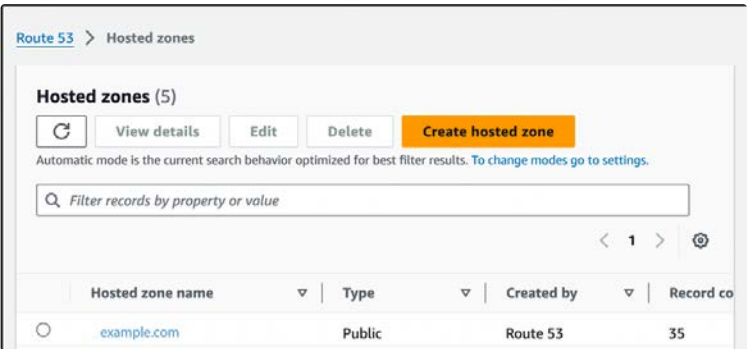 Route 53 > Hosted zones
Hosted zones (5)
View details Edit Delete Create hosted zone
Automatic mode is the current search behavior optimized for best filter results. To change modes go to settings.
Filter records by property or value
< 1 >
Hosted zone name Type Created by Record co
example.com Public Route 53 35